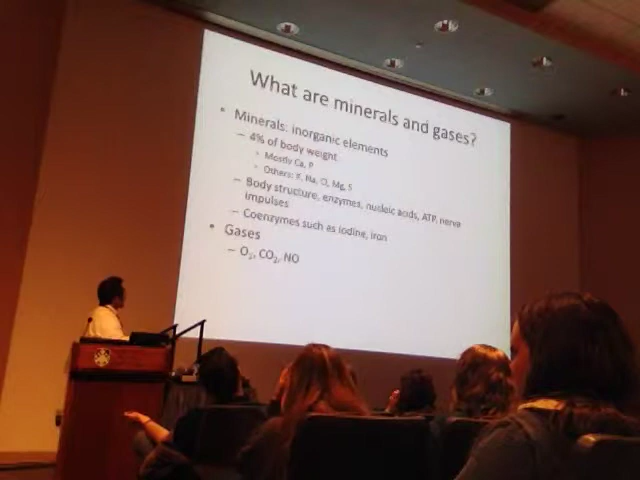 What are minerals and gases?
• Minerals: inorganic elements
– 4% of body weight
• Mostly Ca, P
• Others: K, Na, Cl, Mg, S
– Body structure, enzymes, nucleic acids, ATP, nerve
impulses
– Coenzymes such as iodine, iron
• Gases
– O₂, CO₂, NO